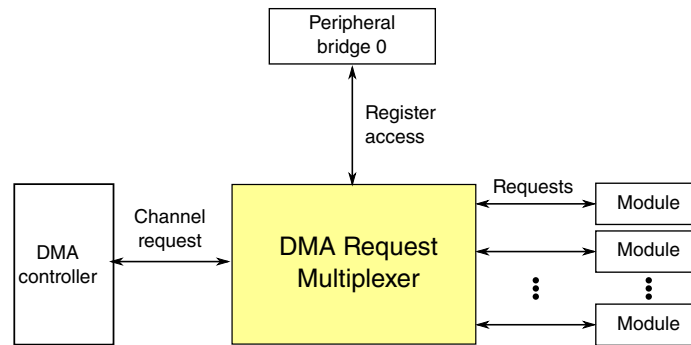 Peripheral
bridge 0
Register
access
Requests
Module
Channel
request
DMA Request
Multiplexer
DMA
controller
Module
Module